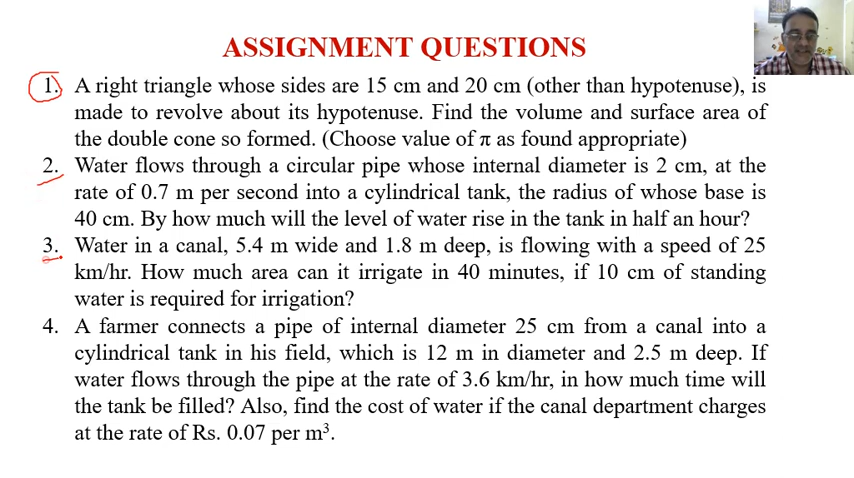 ASSIGNMENT QUESTIONS
1. A right triangle whose sides are 15 cm and 20 cm (other than hypotenuse), is
made to revolve about its hypotenuse. Find the volume and surface area of
the double cone so formed. (Choose value of π as found appropriate)
2. Water flows through a circular pipe whose internal diameter is 2 cm, at the
rate of 0.7 m per second into a cylindrical tank, the radius of whose base is
40 cm. By how much will the level of water rise in the tank in half an hour?
3. Water in a canal, 5.4 m wide and 1.8 m deep, is flowing with a speed of 25
km/hr. How much area can it irrigate in 40 minutes, if 10 cm of standing
water is required for irrigation?
4. A farmer connects a pipe of internal diameter 25 cm from a canal into a
cylindrical tank in his field, which is 12 m in diameter and 2.5 m deep. If
water flows through the pipe at the rate of 3.6 km/hr, in how much time will
the tank be filled? Also, find the cost of water if the canal department charges
at the rate of Rs. 0.07 per m³.